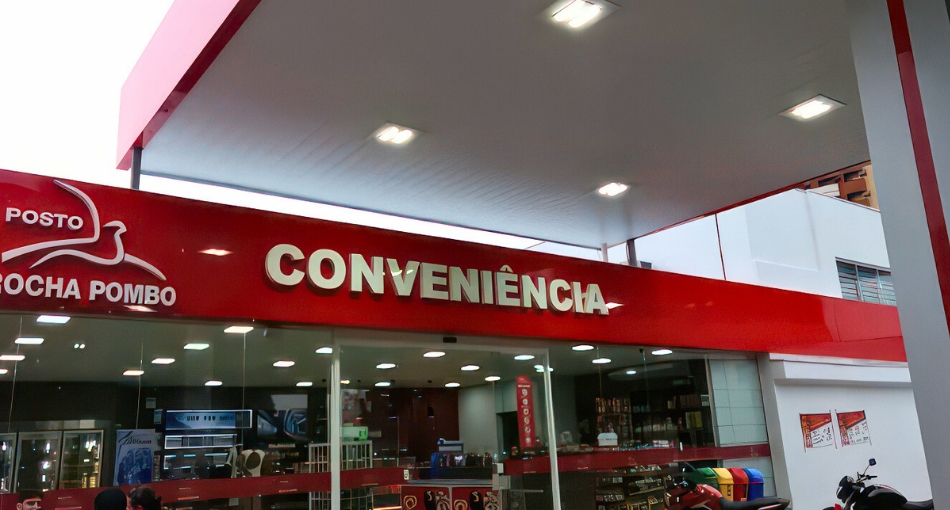 POSTO
ROCHA POMBO
CONVENIÊNCIA